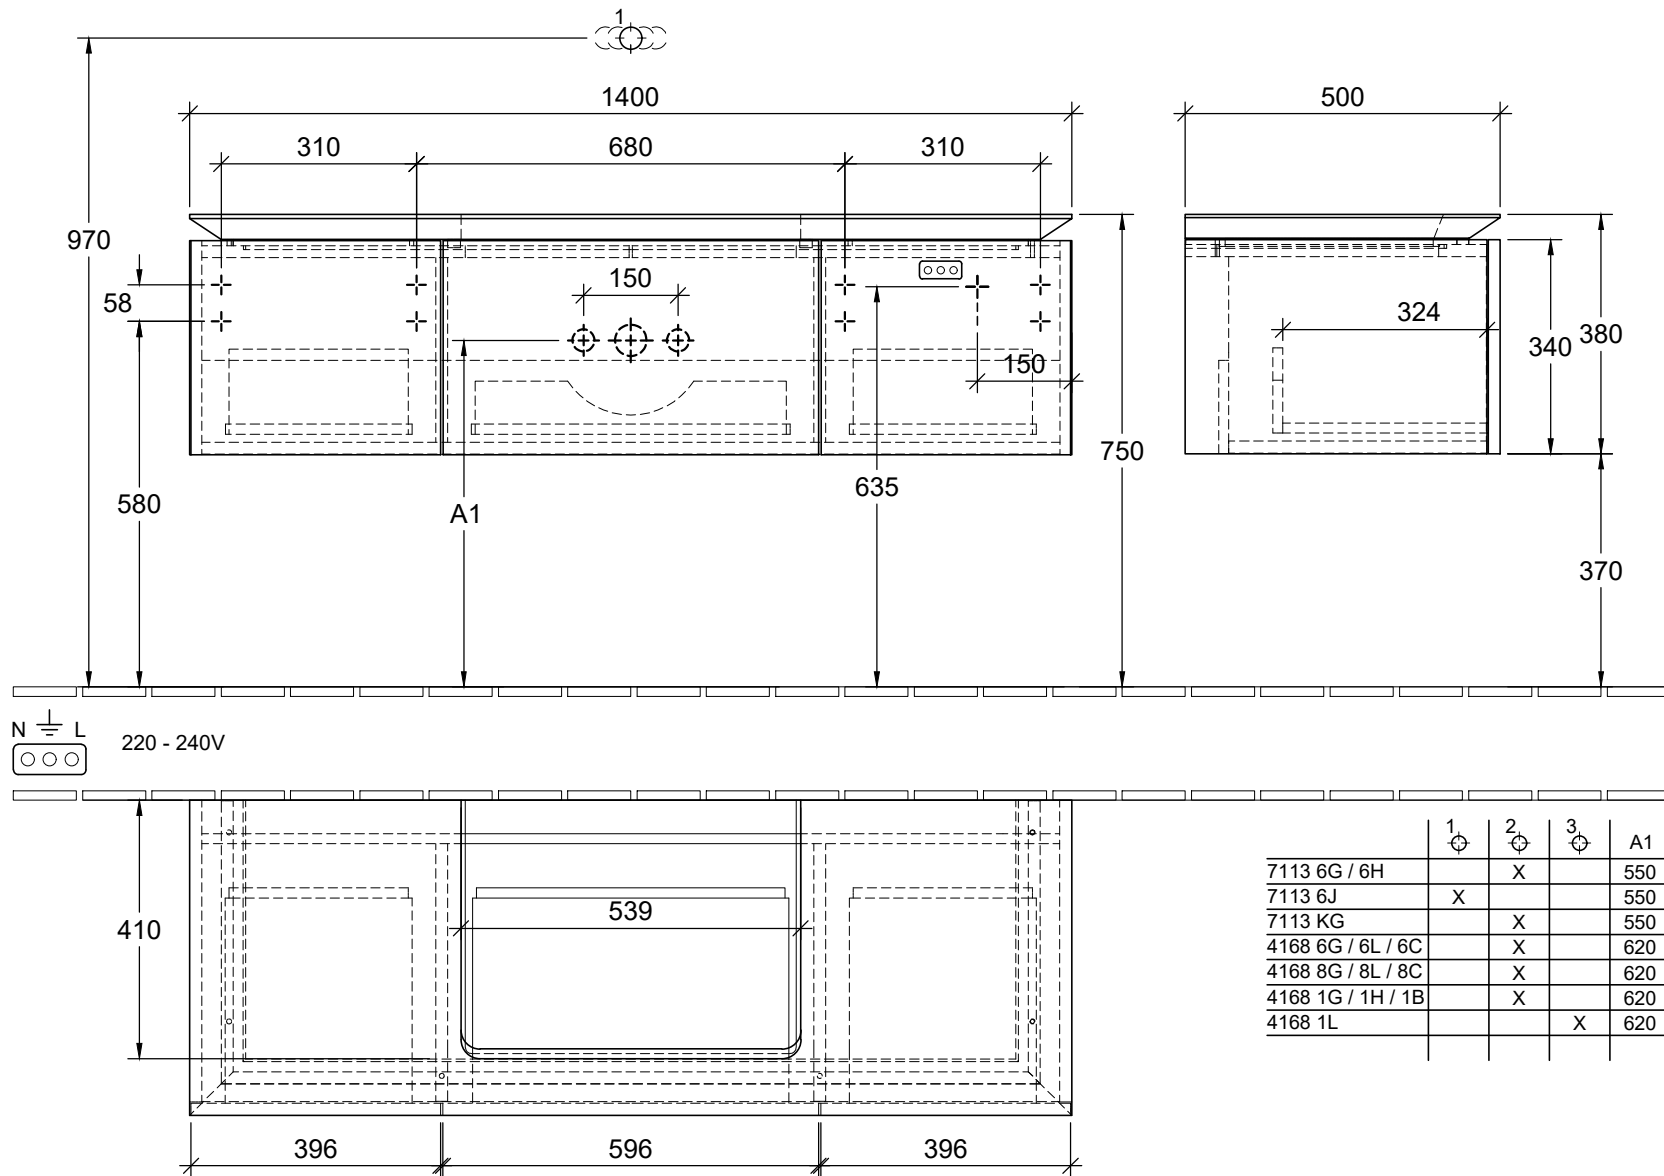 1
1400
500
310
680
310
970
58
150
324
340
380
150
750
635
580
A1
370
N L
220 - 240V
1 2 3 A1
7113 6G / 6H X 550
7113 6J X 550
7113 KG X 550
4168 6G / 6L / 6C X 620
4168 8G / 8L / 8C X 620
4168 1G / 1H / 1B X 620
4168 1L X 620
539
410
396
596
396